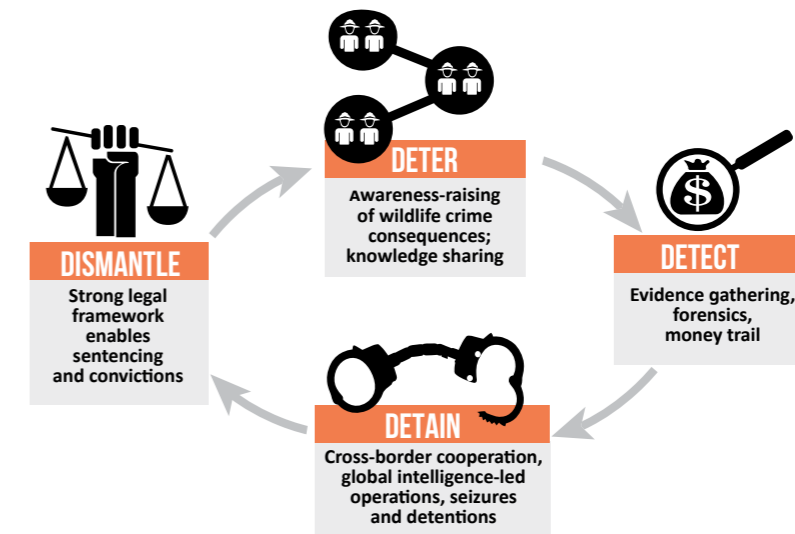 DETER
Awareness-raising
of wildlife crime
consequences;
knowledge sharing
DETECT
Evidence gathering,
forensics,
money trail
DETAIN
Cross-border cooperation,
global intelligence-led
operations, seizures
and detentions
DISMANTLE
Strong legal
framework
enables
sentencing
and convictions
$